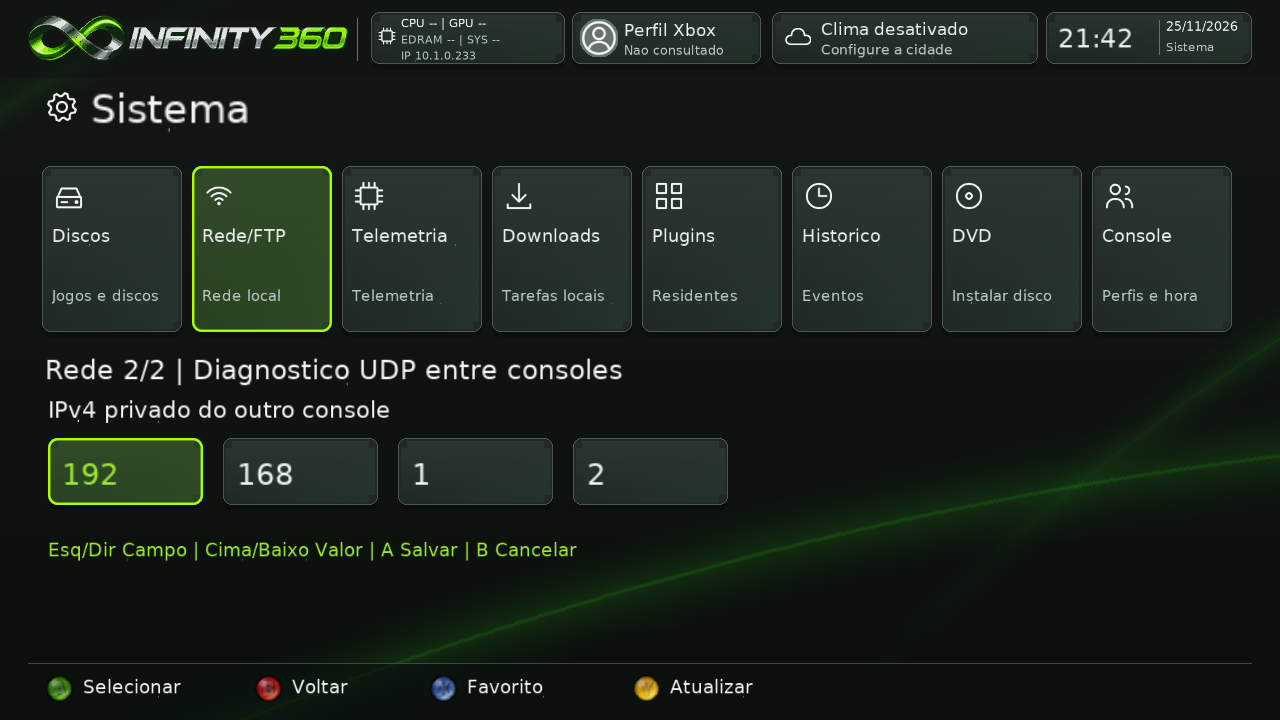 INFINITY 360
CPU -- | GPU --
EDRAM -- | SYS --
IP 10.1.0.233
Perfil Xbox
Nao consultado
Clima desativado
Configure a cidade
21:42
25/11/2026
Sistema
Sistema
Discos
Jogos e discos
Rede/FTP
Rede local
Telemetria
Telemetria
Downloads
Tarefas locais
Plugins
Residentes
Historico
Eventos
DVD
Instalar disco
Console
Perfis e hora
Rede 2/2 | Diagnostico UDP entre consoles
IPv4 privado do outro console
192 168 1 2
Esq/Dir Campo | Cima/Baixo Valor | A Salvar | B Cancelar
Selecionar Voltar Favorito Atualizar